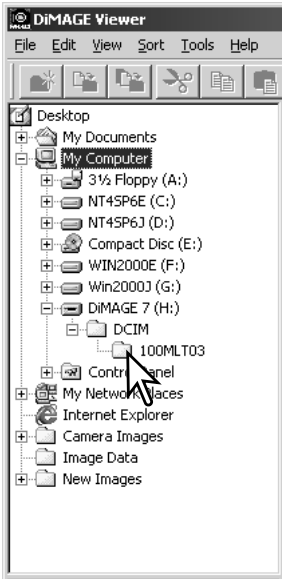 DiMAGE Viewer
File Edit View Sort Tools Help
Desktop
My Documents
My Computer
3½ Floppy (A:)
NT4SP6E (C:)
NT4SP6J (D:)
Compact Disc (E:)
WIN2000E (F:)
Win2000J (G:)
DiMAGE 7 (H:)
DCIM
100MLT03
Control Panel
My Network Places
Internet Explorer
Camera Images
Image Data
New Images